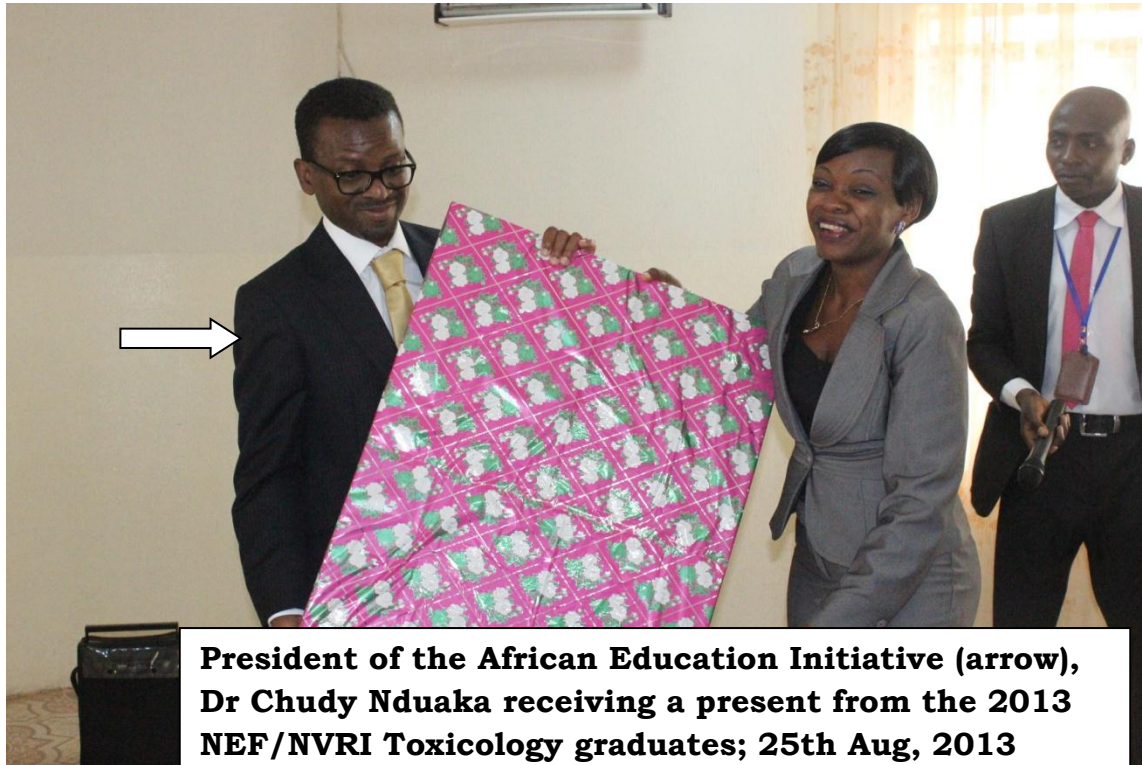 President of the African Education Initiative (arrow),
Dr Chudy Nduaka receiving a present from the 2013
NEF/NVRI Toxicology graduates; 25th Aug, 2013